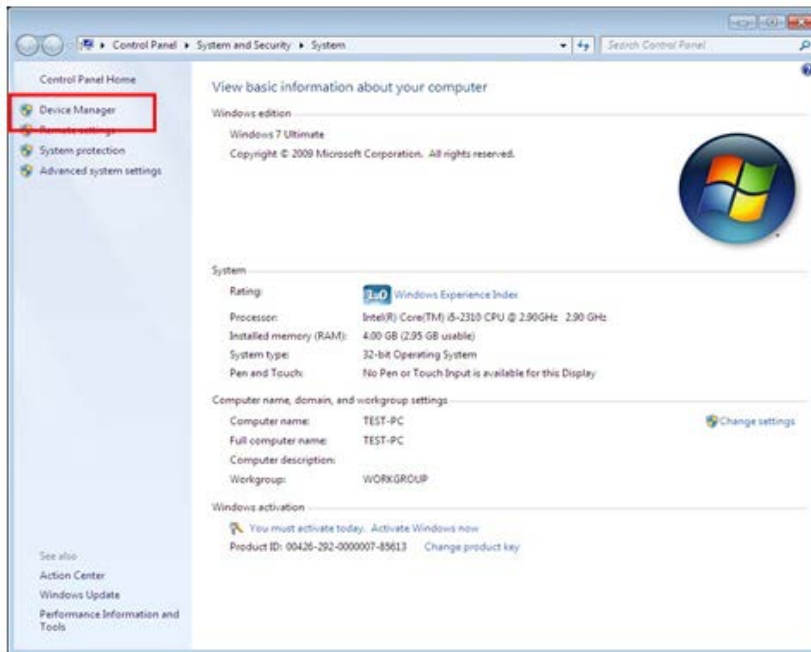 Control Panel ▸ System and Security ▸ System
Search Control Panel
Control Panel Home
Device Manager
Remote settings
System protection
Advanced system settings
See also
Action Center
Windows Update
Performance Information and
Tools
View basic information about your computer
Windows edition
Windows 7 Ultimate
Copyright © 2009 Microsoft Corporation. All rights reserved.
System
Rating: 1.0 Windows Experience Index
Processor: Intel(R) Core(TM) i5-2310 CPU @ 2.90GHz 2.90 GHz
Installed memory (RAM): 4.00 GB (2.95 GB usable)
System type: 32-bit Operating System
Pen and Touch: No Pen or Touch Input is available for this Display
Computer name, domain, and workgroup settings
Computer name: TEST-PC
Change settings
Full computer name: TEST-PC
Computer description:
Workgroup: WORKGROUP
Windows activation
You must activate today. Activate Windows now
Product ID: 00426-292-0000007-85613 Change product key